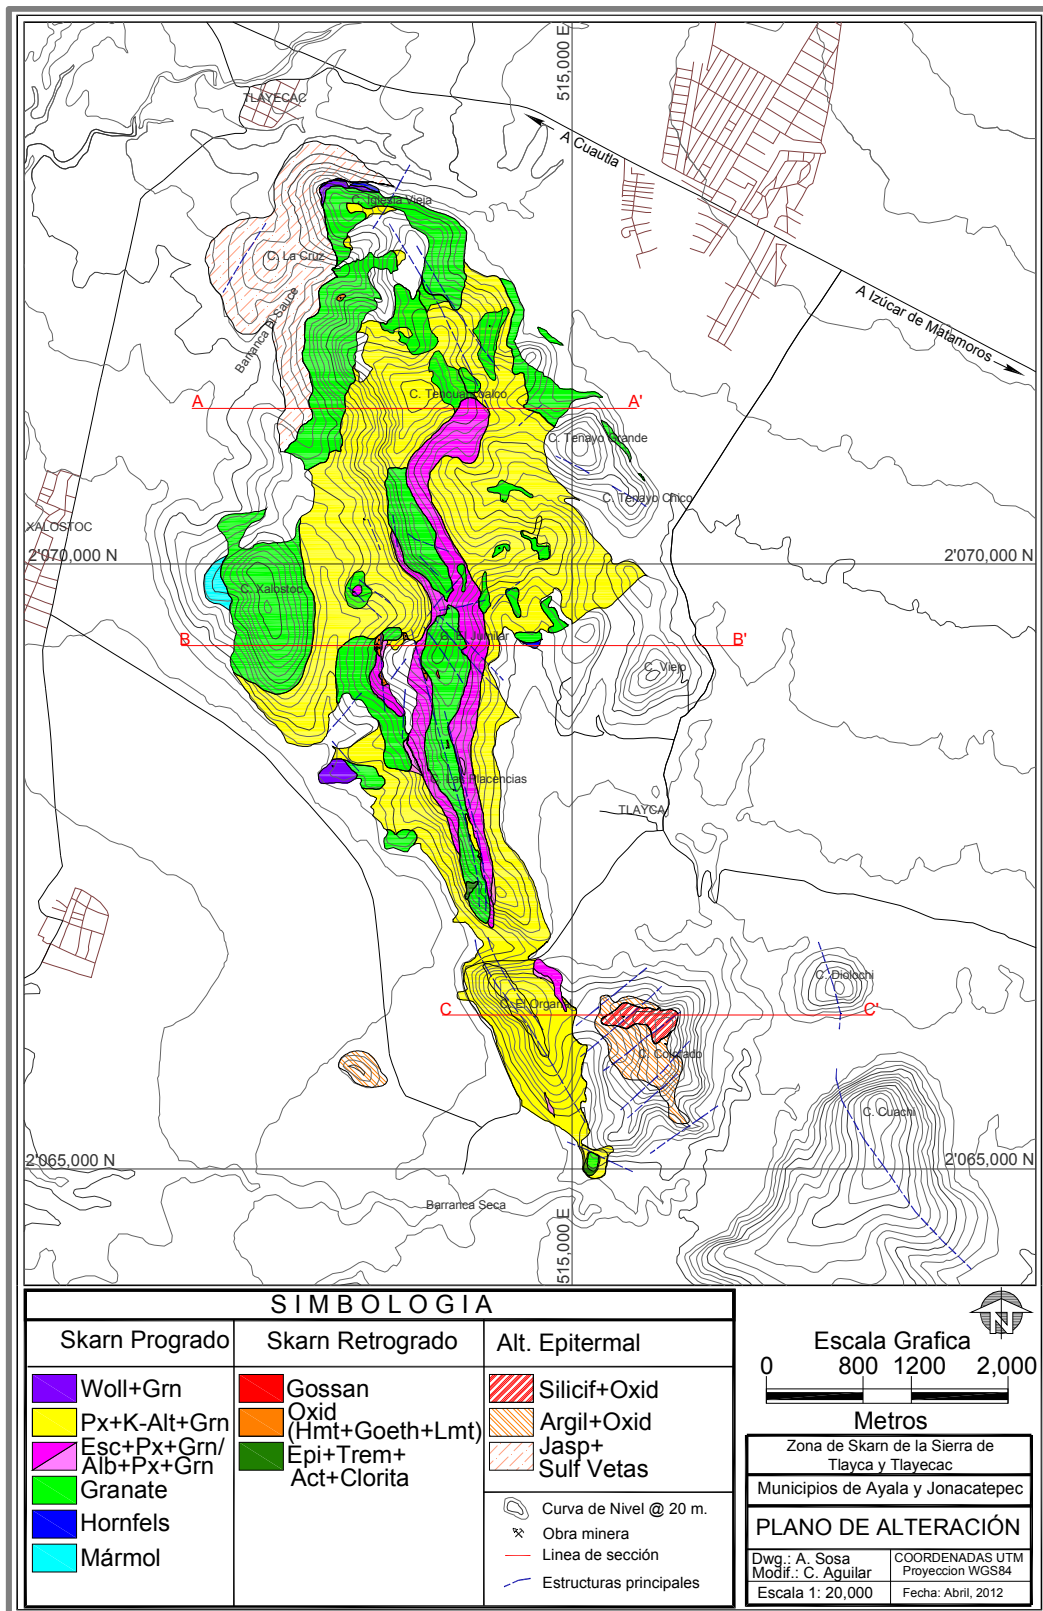 515,000 E
TLAYECAC
A Cuautla
C. Iglesia Vieja
C. La Cruz
A Izúcar de Matamoros
Barranca El Sauce
A
C. Tencuancoalco
A'
C. Tenayo Grande
C. Tenayo Chico
XALOSTOC
2'070,000 N
2'070,000 N
C. Xalostoc
B
C. El Jumilar
B'
C. Viejo
C. Las Placencias
TLAYCA
C. Diolochi
C
C. El Organal
C'
C. Colorado
C. Cuachi
2'065,000 N
2'065,000 N
Barranca Seca
515,000 E
SIMBOLOGIA
Skarn Progrado
Woll+Grn
Px+K-Alt+Grn
Esc+Px+Grn/
Alb+Px+Grn
Granate
Hornfels
Mármol
Skarn Retrogrado
Gossan
Oxid
(Hmt+Goeth+Lmt)
Epi+Trem+
Act+Clorita
Alt. Epitermal
Silicif+Oxid
Argil+Oxid
Jasp+
Sulf Vetas
Curva de Nivel @ 20 m.
Obra minera
Linea de sección
Estructuras principales
N
Escala Grafica
0 800 1200 2,000
Metros
Zona de Skarn de la Sierra de
Tlayca y Tlayecac
Municipios de Ayala y Jonacatepec
PLANO DE ALTERACIÓN
Dwg.: A. Sosa
Modif.: C. Aguilar
COORDENADAS UTM
Proyeccion WGS84
Escala 1: 20,000
Fecha: Abril, 2012